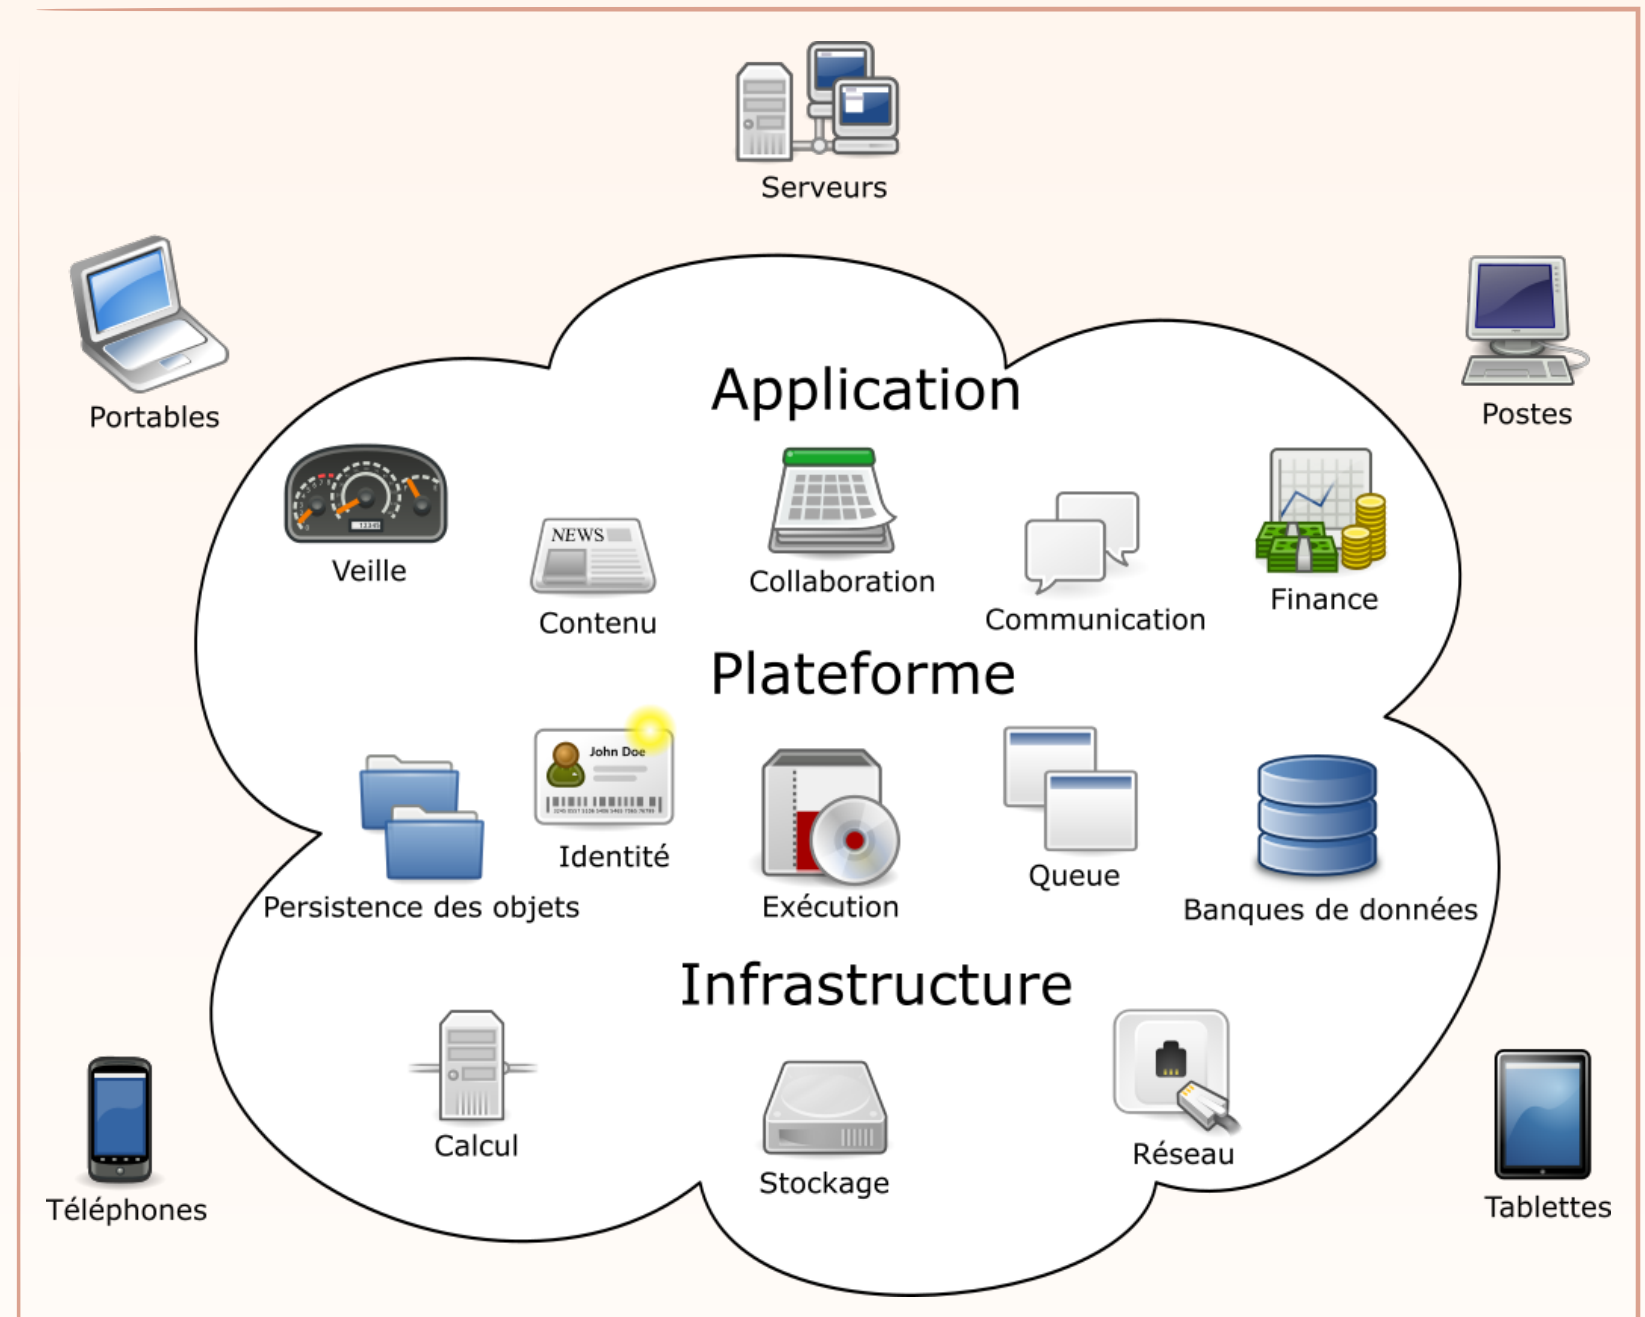 Serveurs
Portables
Postes
Application
Veille
NEWS
Contenu
Collaboration
Communication
Finance
Plateforme
John Doe
Persistence des objets
Identité
Exécution
Queue
Banques de données
Infrastructure
Calcul
Stockage
Réseau
Téléphones
Tablettes